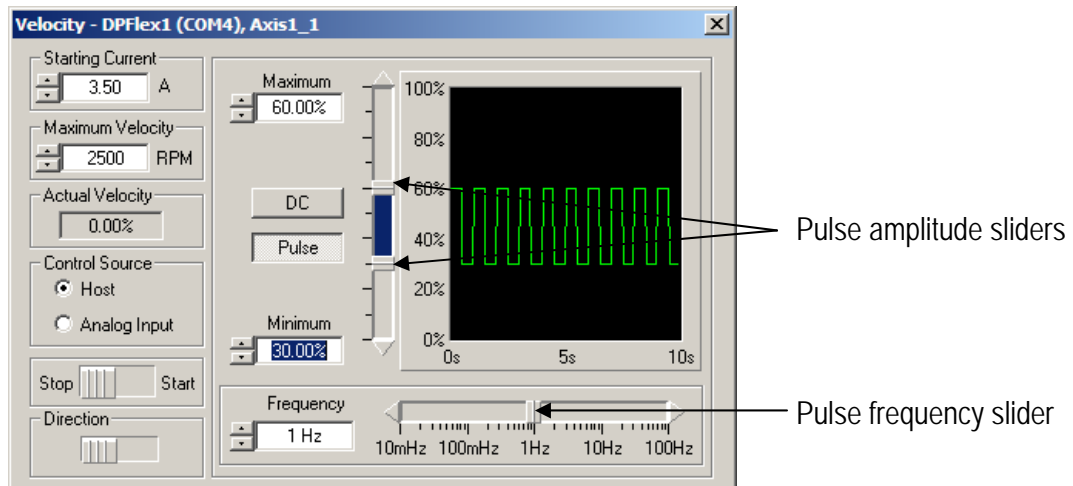 Velocity - DPFlex1 (COM4), Axis1_1
Starting Current
3.50 A
Maximum Velocity
2500 RPM
Actual Velocity
0.00%
Control Source
Host
Analog Input
Stop Start
Direction
Maximum
60.00%
DC
Pulse
Minimum
30.00%
100%
80%
60%
40%
20%
0%
0s 5s 10s
Frequency
1 Hz
10mHz 100mHz 1Hz 10Hz 100Hz
Pulse amplitude sliders
Pulse frequency slider